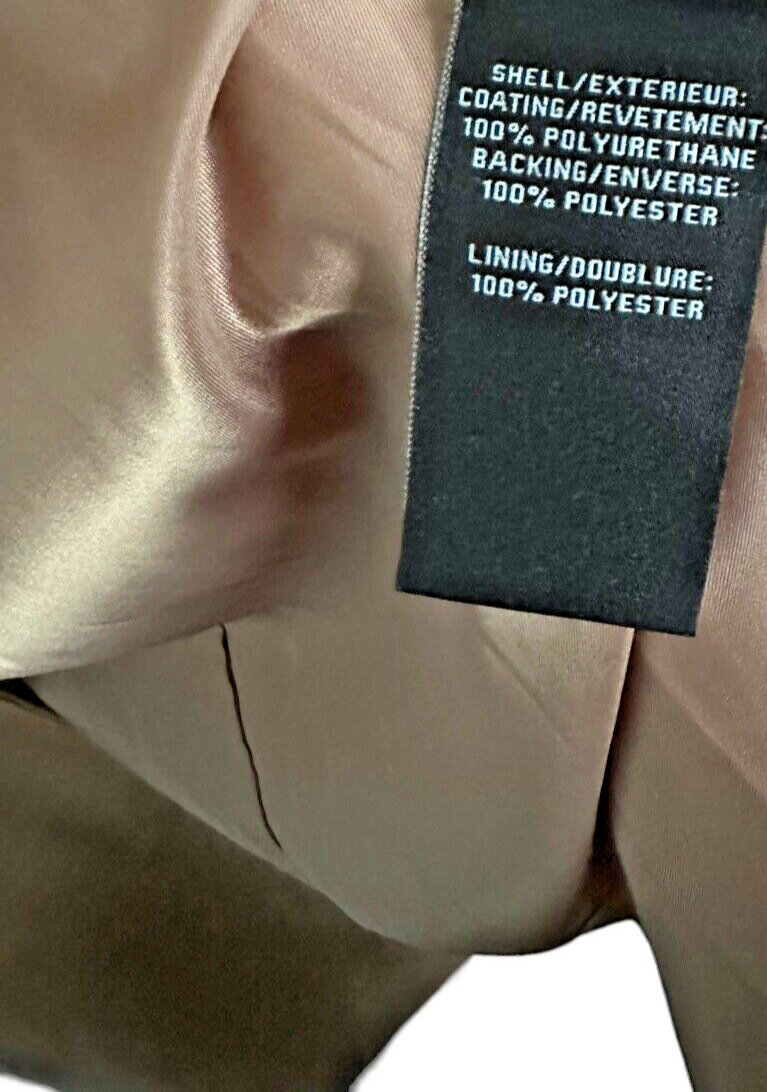 SHELL/EXTERIEUR:
COATING/REVETEMENT:
100% POLYURETHANE
BACKING/ENVERSE:
100% POLYESTER
LINING/DOUBLURE:
100% POLYESTER